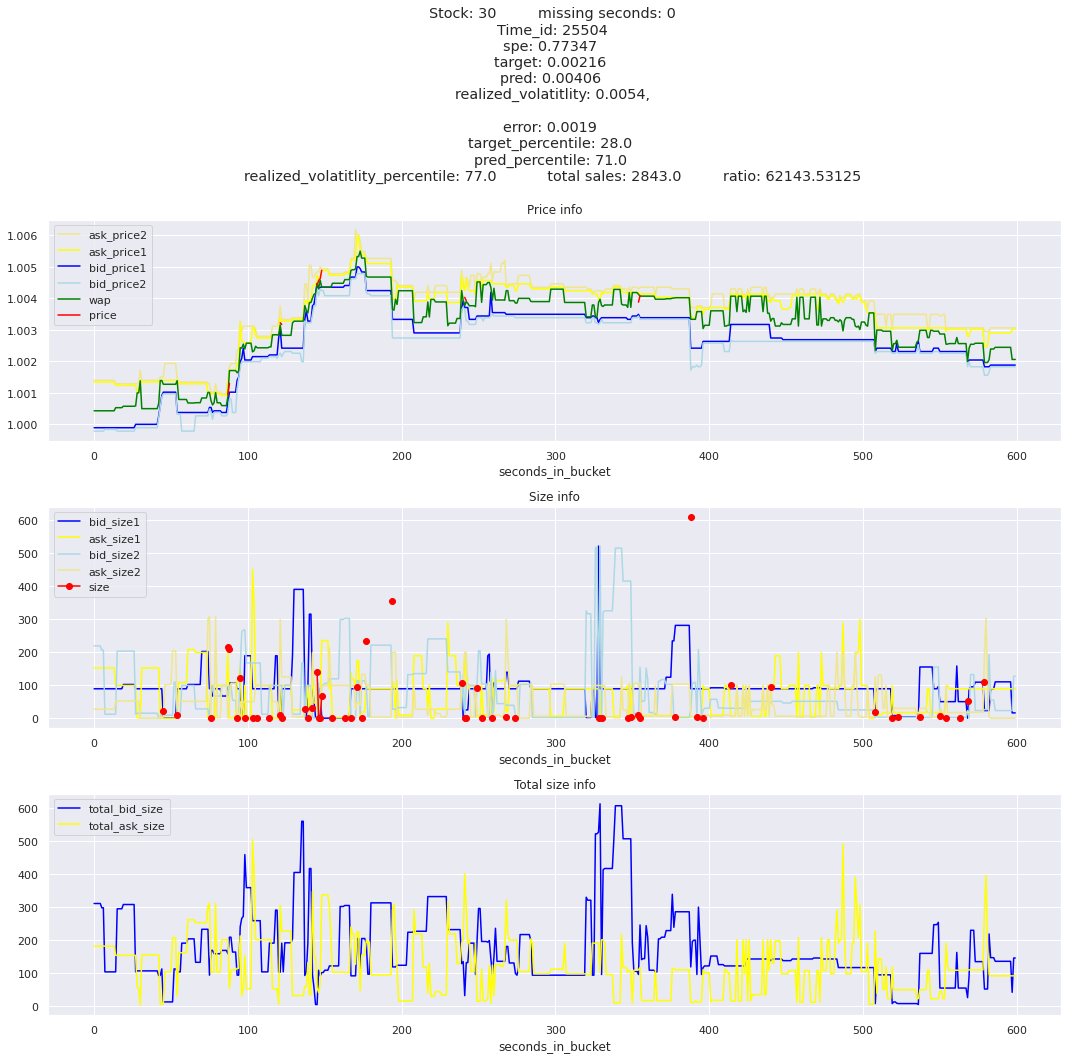 Stock: 30 missing seconds: 0
Time_id: 25504
spe: 0.77347
target: 0.00216
pred: 0.00406
realized_volatitlity: 0.0054,
error: 0.0019
target_percentile: 28.0
pred_percentile: 71.0
realized_volatitlity_percentile: 77.0 total sales: 2843.0 ratio: 62143.53125
Price info
1.006
1.005
1.004
1.003
1.002
1.001
1.000
ask_price2
ask_price1
bid_price1
bid_price2
wap
price
0 100 200 300 400 500 600
seconds_in_bucket
Size info
600
500
400
300
200
100
0
bid_size1
ask_size1
bid_size2
ask_size2
size
0 100 200 300 400 500 600
seconds_in_bucket
Total size info
600
500
400
300
200
100
0
total_bid_size
total_ask_size
0 100 200 300 400 500 600
seconds_in_bucket